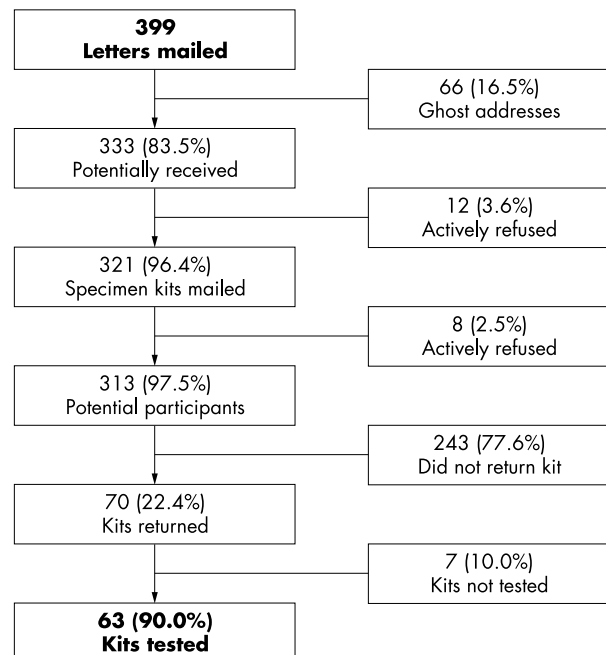 399
Letters mailed
66 (16.5%)
Ghost addresses
333 (83.5%)
Potentially received
12 (3.6%)
Actively refused
321 (96.4%)
Specimen kits mailed
8 (2.5%)
Actively refused
313 (97.5%)
Potential participants
243 (77.6%)
Did not return kit
70 (22.4%)
Kits returned
7 (10.0%)
Kits not tested
63 (90.0%)
Kits tested